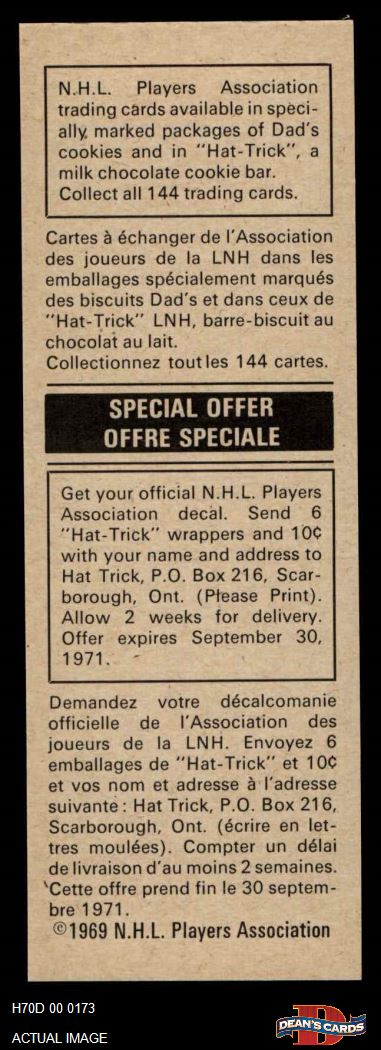 N.H.L. Players Association
trading cards available in speci-
ally marked packages of Dad's
cookies and in "Hat-Trick", a
milk chocolate cookie bar.
Collect all 144 trading cards.
Cartes à échanger de l'Association
des joueurs de la LNH dans les
emballages spécialement marqués
des biscuits Dad's et dans ceux de
"Hat-Trick" LNH, barre-biscuit au
chocolat au lait.
Collectionnez toutles 144 cartes.
SPECIAL OFFER
OFFRE SPECIALE
Get your official N.H.L. Players
Association decal. Send 6
"Hat-Trick" wrappers and 10¢
with your name and address to
Hat Trick, P.O. Box 216, Scar-
borough, Ont. (Please Print).
Allow 2 weeks for delivery.
Offer expires September 30,
1971.
Demandez votre décalcomanie
officielle de l'Association des
joueurs de la LNH. Envoyez 6
emballages de "Hat-Trick" et 10¢
et vos nom et adresse à l'adresse
suivante : Hat Trick, P.O. Box 216,
Scarborough, Ont. (écrire en let-
tres moulées). Compter un délai
de livraison d'au moins 2 semaines.
Cette offre prend fin le 30 septem-
bre 1971.
©1969 N.H.L. Players Association
H70D 00 0173
ACTUAL IMAGE
D
DEAN'S CARDS